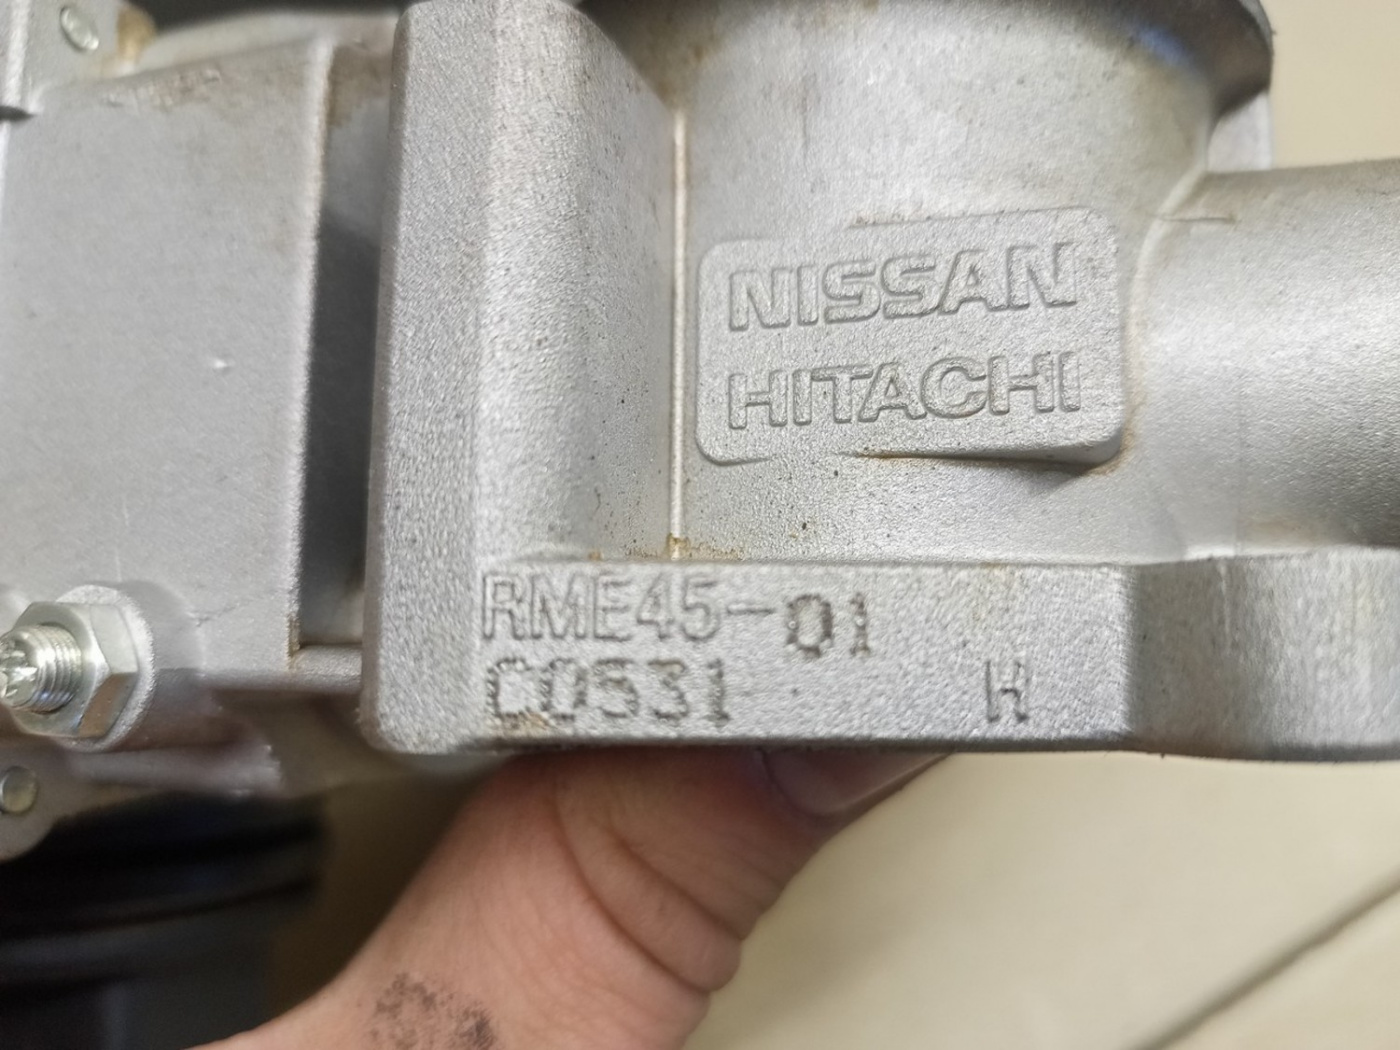 NISSAN
HITACHI
RME45-01
C0531 H